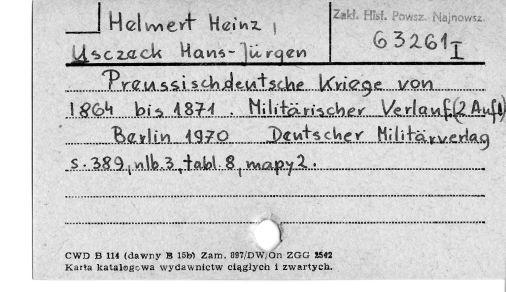 Helmert Heinz,
Zakł. Hist. Powsz. Najnowsz.
63261 I
Usczeck Hans-Jürgen
Preussischdeutsche Kriege von
1864 bis 1871. Militärischer Verlauf. (2 Aufl)
Berlin 1970 Deutscher Militärverlag
s. 389, nlb. 3, tabl. 8, mapy 2.
CWD B 114 (dawny B 15b) Zam. 097/DW/On ZGG 2542
Karta katalogowa wydawnictw ciągłych i zwartych.